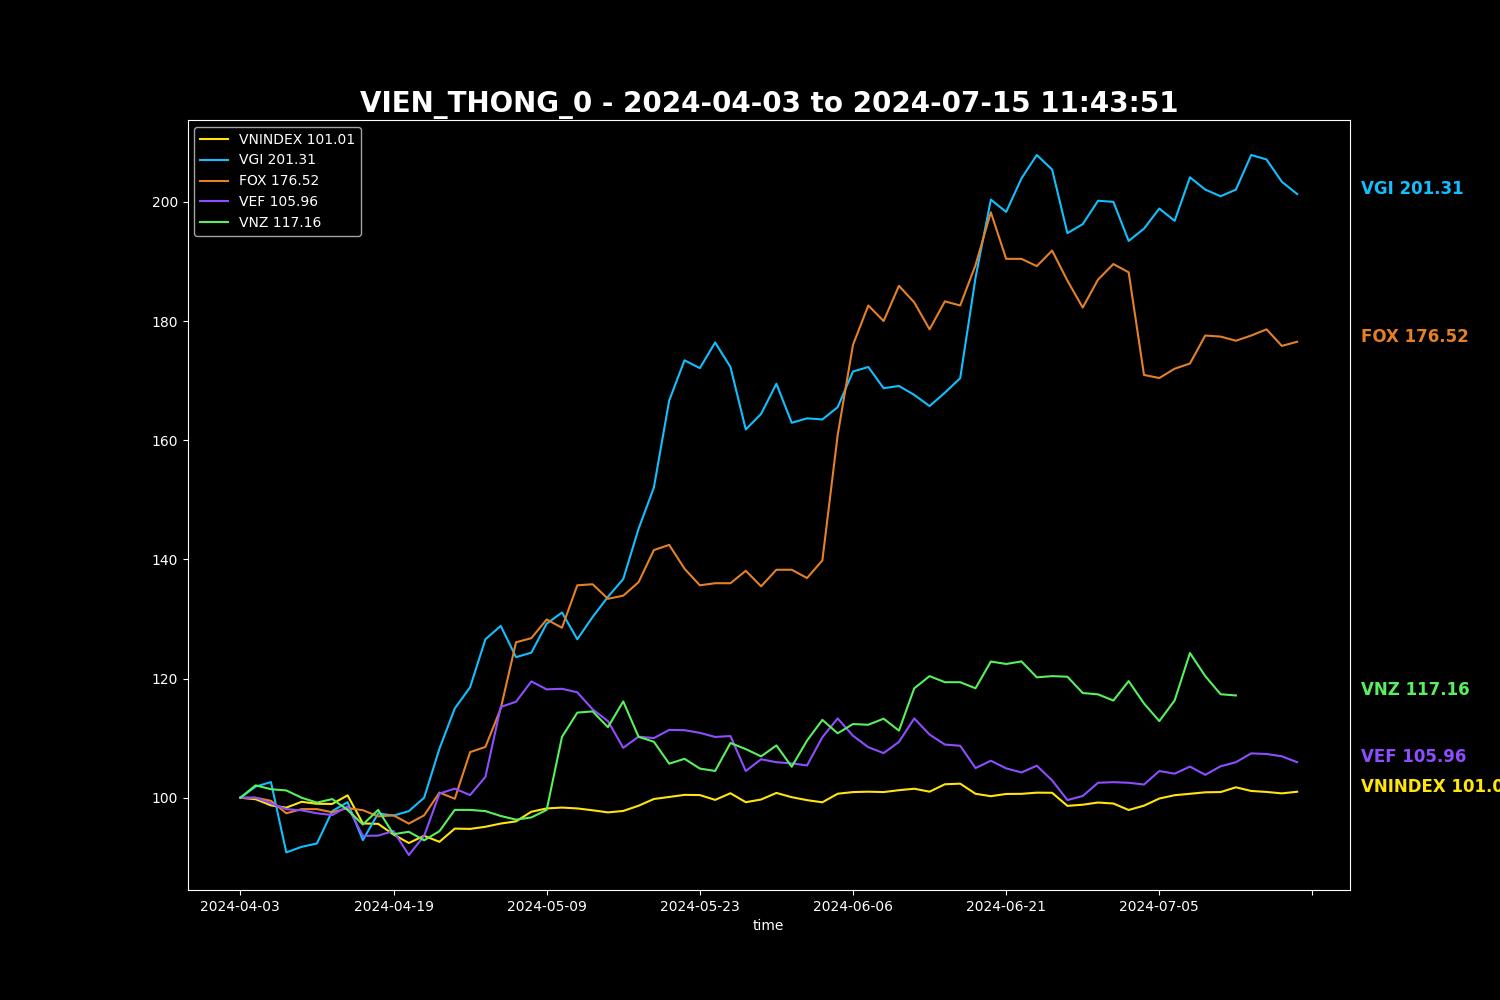 VIEN_THONG_0 - 2024-04-03 to 2024-07-15 11:43:51
VNINDEX 101.01
VGI 201.31
FOX 176.52
VEF 105.96
VNZ 117.16
200
180
160
140
120
100
VGI 201.31
FOX 176.52
VNZ 117.16
VEF 105.96
VNINDEX 101.0
2024-04-03
2024-04-19
2024-05-09
2024-05-23
2024-06-06
2024-06-21
2024-07-05
time